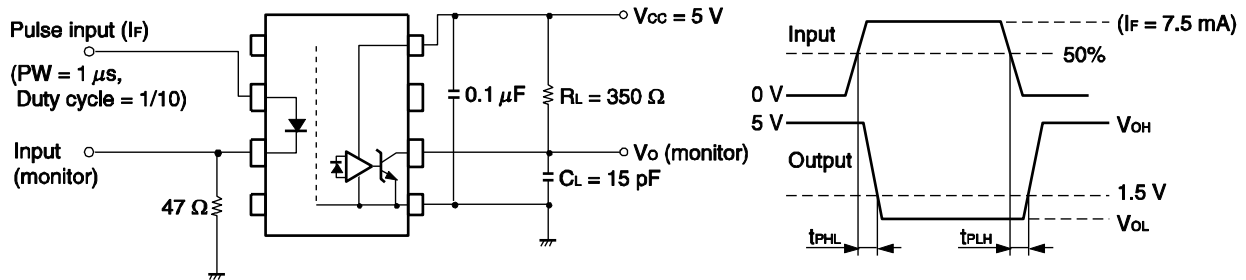 Pulse input (IF)
(PW = 1 μs,
Duty cycle = 1/10)
Input
(monitor)
47 Ω
VCC = 5 V
0.1 μF
RL = 350 Ω
VO (monitor)
CL = 15 pF
Input
(IF = 7.5 mA)
50%
0 V
5 V
VOH
Output
1.5 V
VOL
tPHL
tPLH